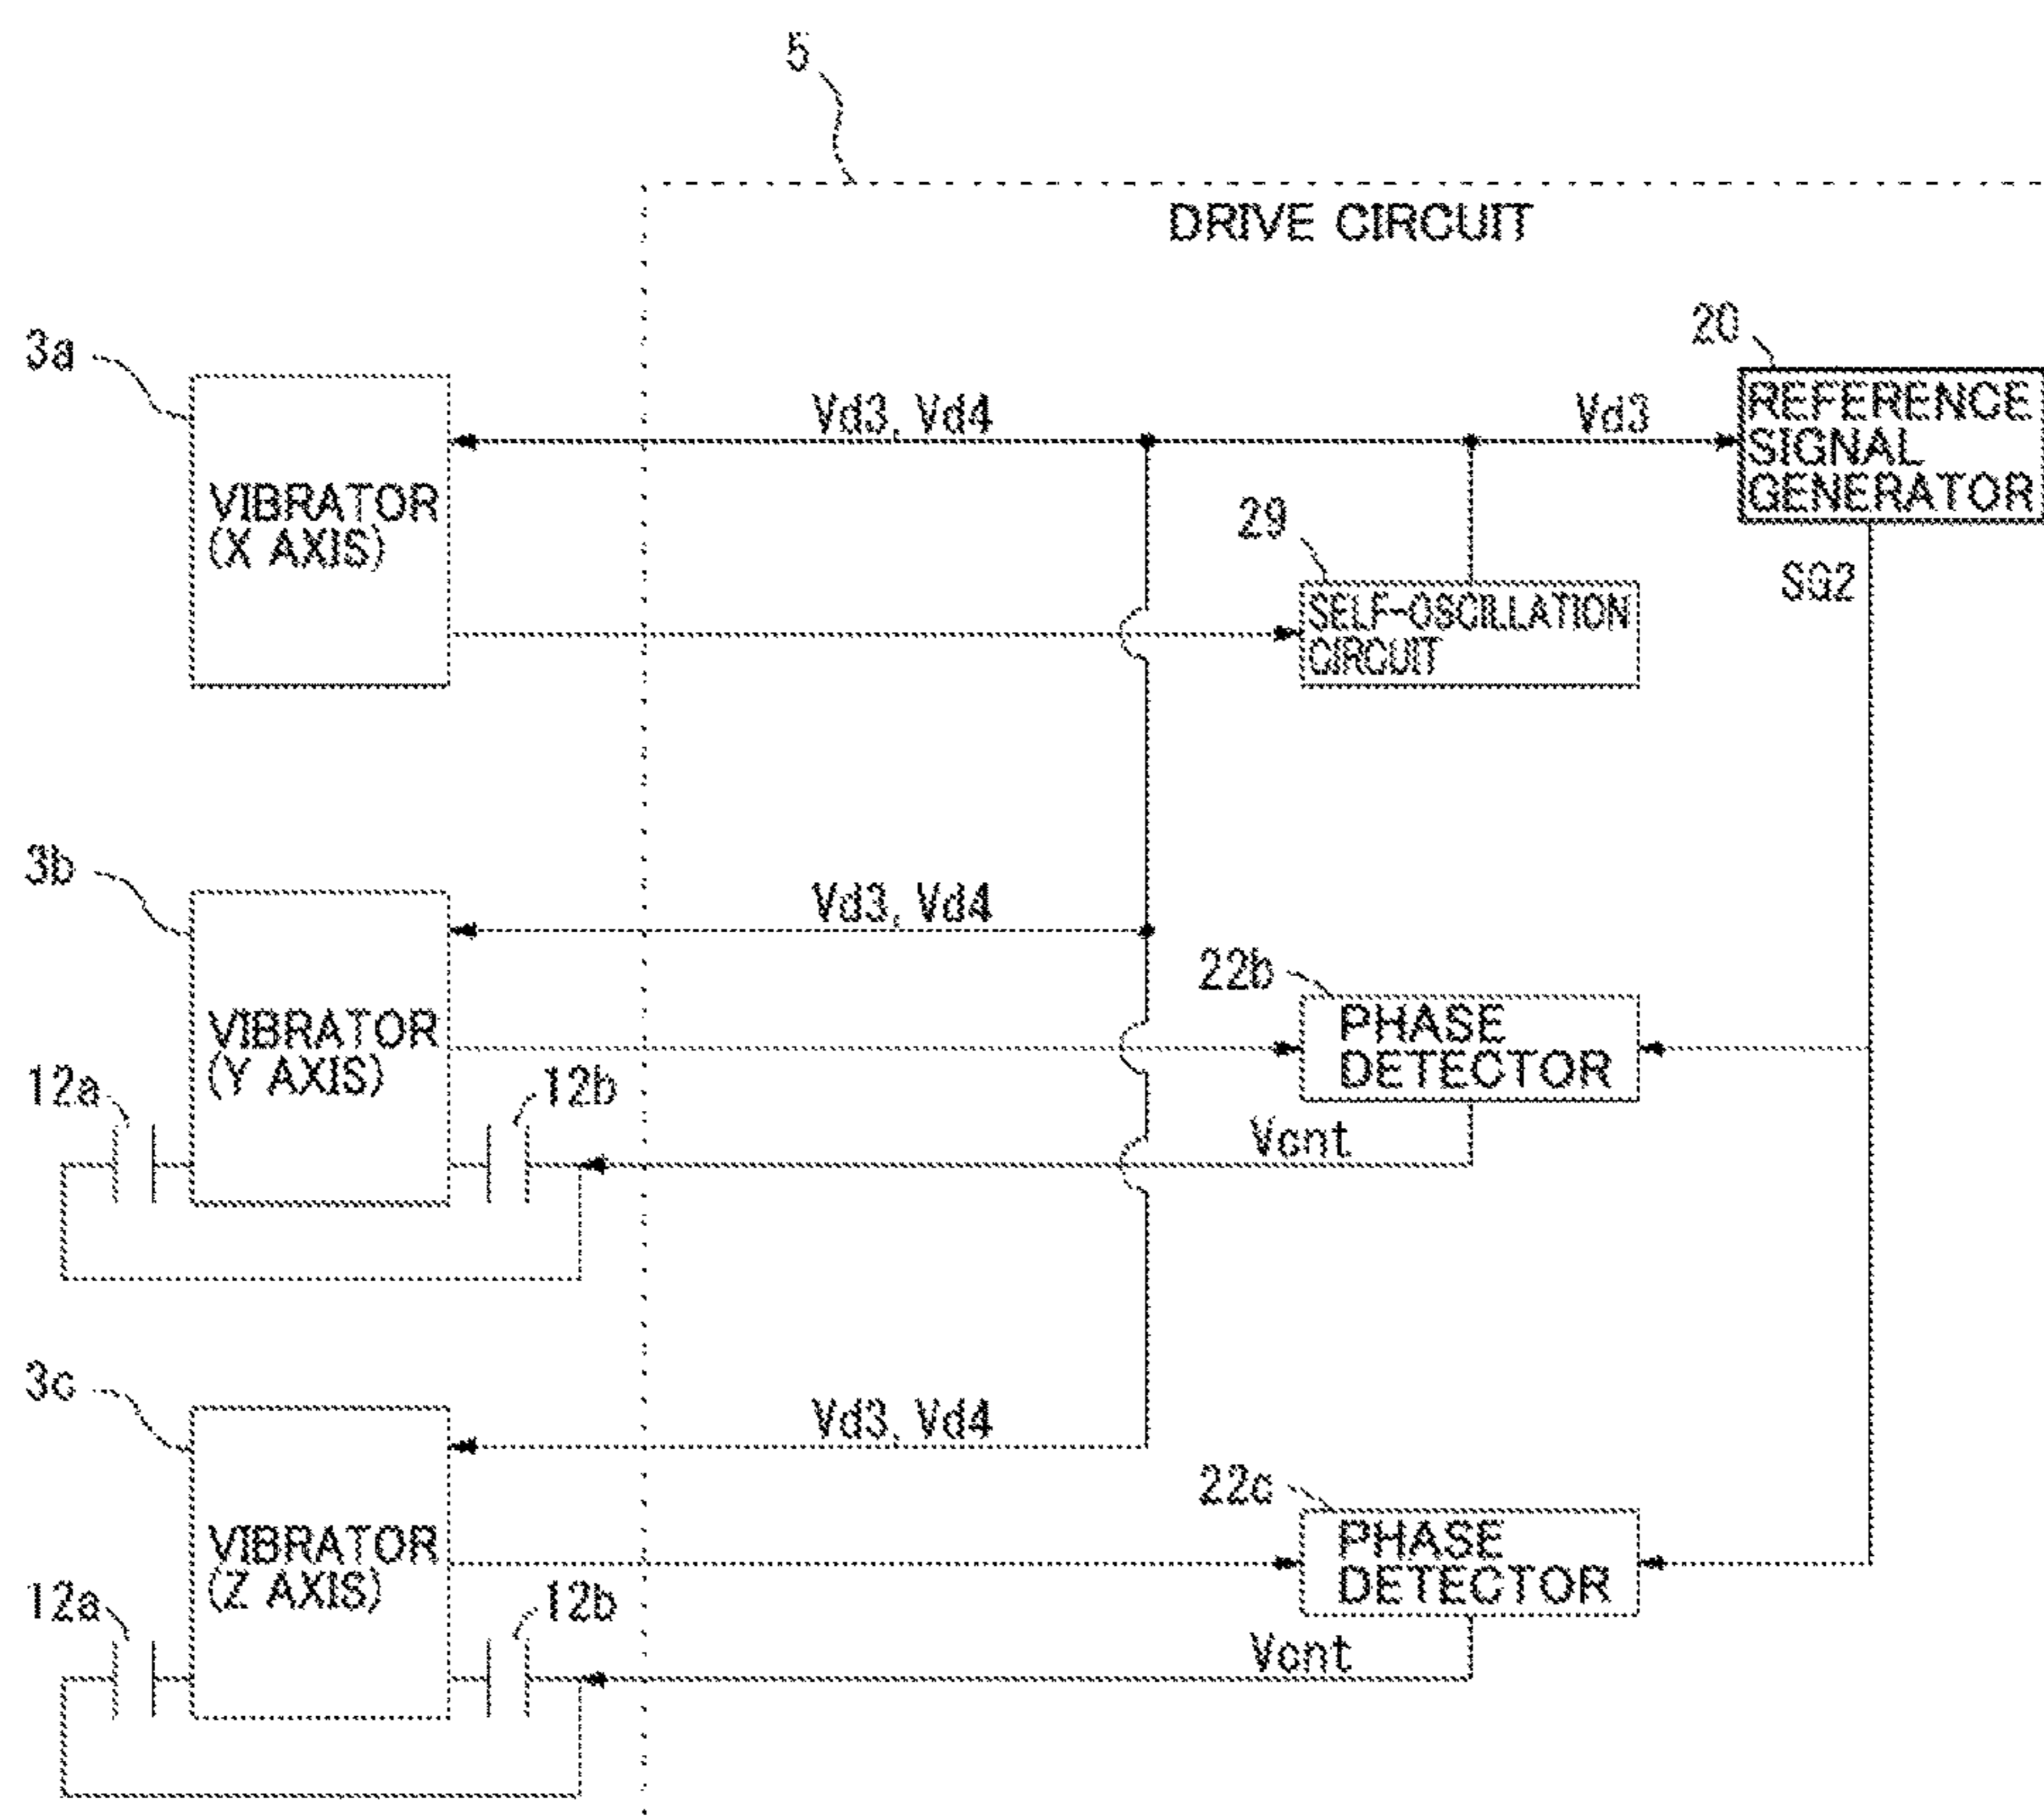 5
DRIVE CIRCUIT
20
3a
Vd3, Vd4
Vd3
REFERENCE
SIGNAL
GENERATOR
VIBRATOR
(X AXIS)
29
SELF-OSCILLATION
CIRCUIT
SG2
3b
Vd3, Vd4
22b
VIBRATOR
(Y AXIS)
PHASE
DETECTOR
12a
12b
Vcnt
3c
Vd3, Vd4
22c
VIBRATOR
(Z AXIS)
PHASE
DETECTOR
12a
12b
Vcnt